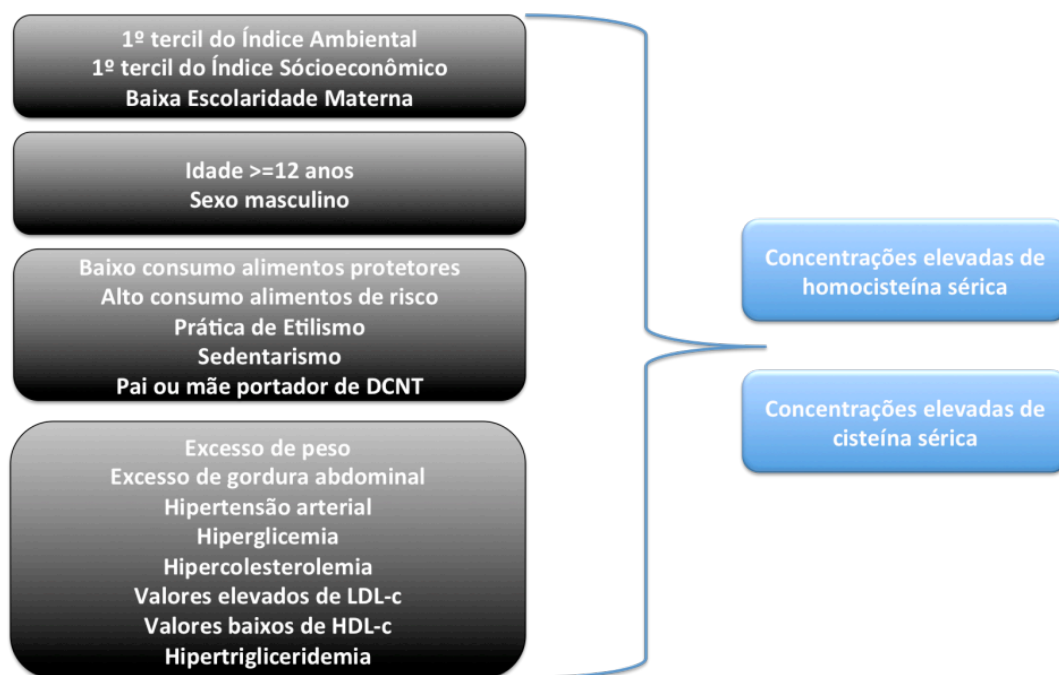 1º tercil do Índice Ambiental
1º tercil do Índice Sócioeconômico
Baixa Escolaridade Materna
Idade >=12 anos
Sexo masculino
Baixo consumo alimentos protetores
Alto consumo alimentos de risco
Prática de Etilismo
Sedentarismo
Pai ou mãe portador de DCNT
Excesso de peso
Excesso de gordura abdominal
Hipertensão arterial
Hiperglicemia
Hipercolesterolemia
Valores elevados de LDL-c
Valores baixos de HDL-c
Hipertrigliceridemia
Concentrações elevadas de
homocisteína sérica
Concentrações elevadas de
cisteína sérica